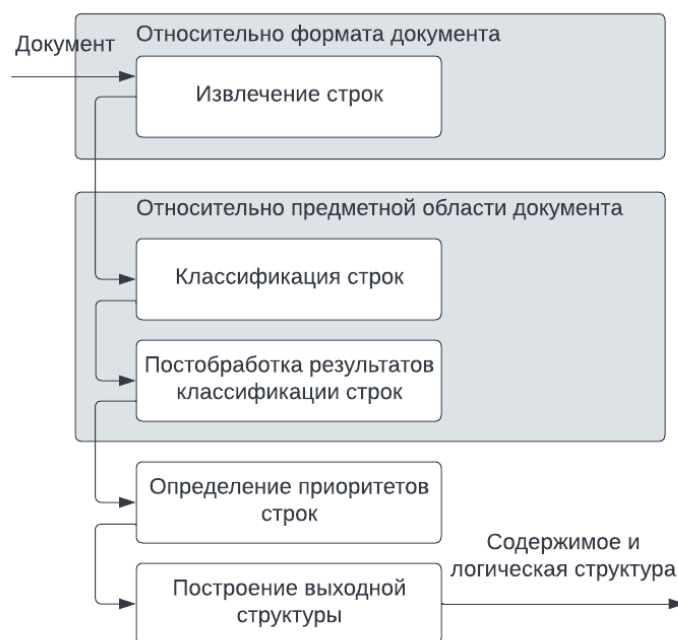 Относительно формата документа
Документ
Извлечение строк
Относительно предметной области документа
Классификация строк
Постобработка результатов
классификации строк
Определение приоритетов
строк
Содержимое и
логическая структура
Построение выходной
структуры